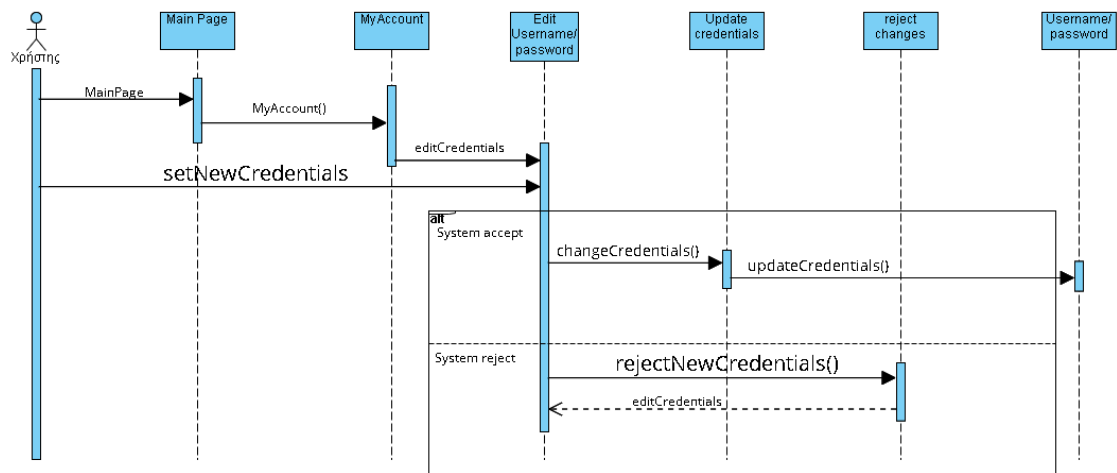 Main Page
MyAccount
Edit
Username/
password
Update
credentials
reject
changes
Username/
password
Χρήστης
MainPage
MyAccount()
editCredentials
setNewCredentials
alt
System accept
changeCredentials()
updateCredentials()
System reject
rejectNewCredentials()
editCredentials